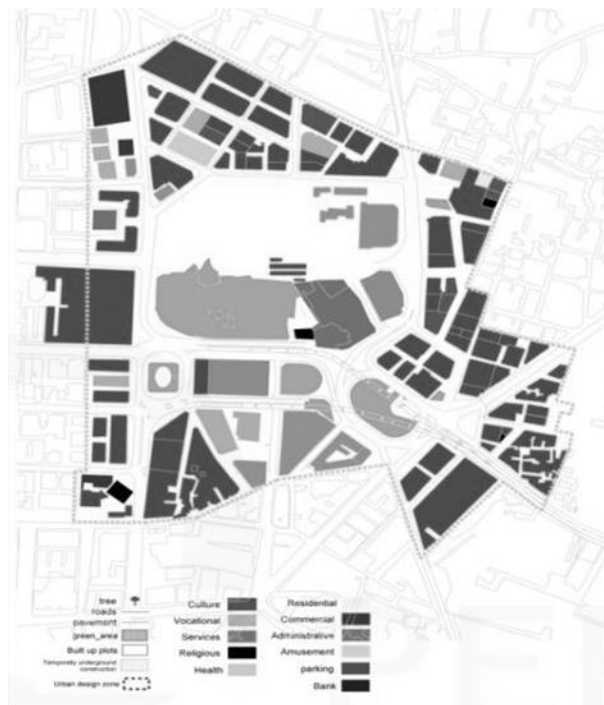 tree
roads
pavement
green_area
Built up plots
Temporally underground
construction
Urban design zone
Culture
Vocational
Services
Religious
Health
Residential
Commercial
Administrative
Amusement
parking
Bank